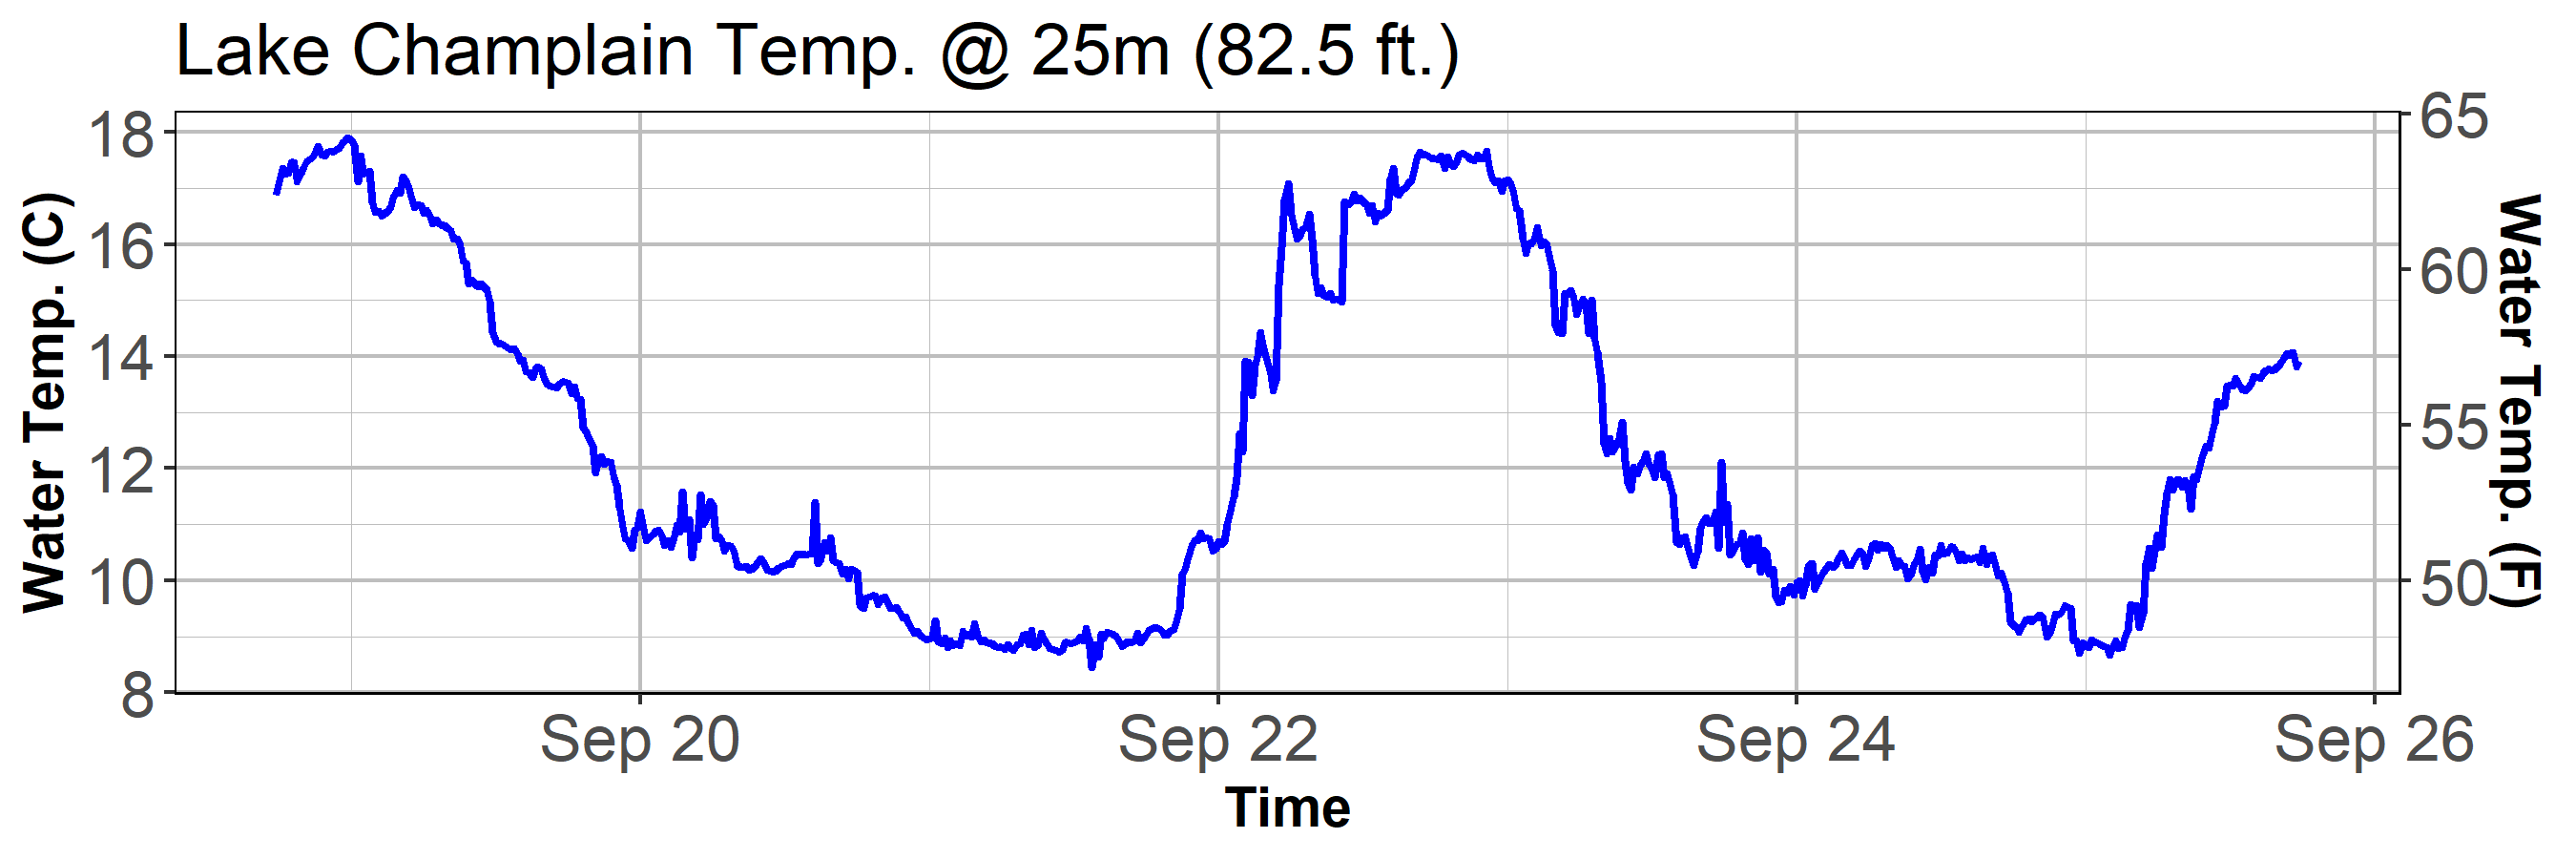 Lake Champlain Temp. @ 25m (82.5 ft.)
Water Temp. (C)
18
16
14
12
10
8
65
60
55
50
Water Temp. (F)
Sep 20
Sep 22
Sep 24
Sep 26
Time